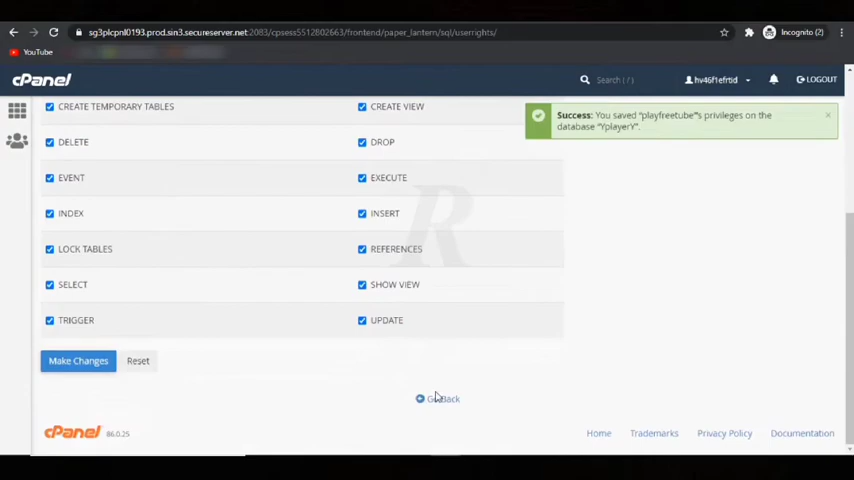 sg3plcpnl0193.prod.sin3.secureserver.net:2083/cpsess5512802663/frontend/paper_lantern/sql/userrights/
Incognito (2)
YouTube
cPanel
Search ( / )
hv46f1efrtid
LOGOUT
CREATE TEMPORARY TABLES
CREATE VIEW
Success: You saved "playfreetube"'s privileges on the
database "YplayerY".
DELETE
DROP
EVENT
EXECUTE
INDEX
INSERT
R
LOCK TABLES
REFERENCES
SELECT
SHOW VIEW
TRIGGER
UPDATE
Make Changes
Reset
Go Back
cPanel
86.0.25
Home
Trademarks
Privacy Policy
Documentation